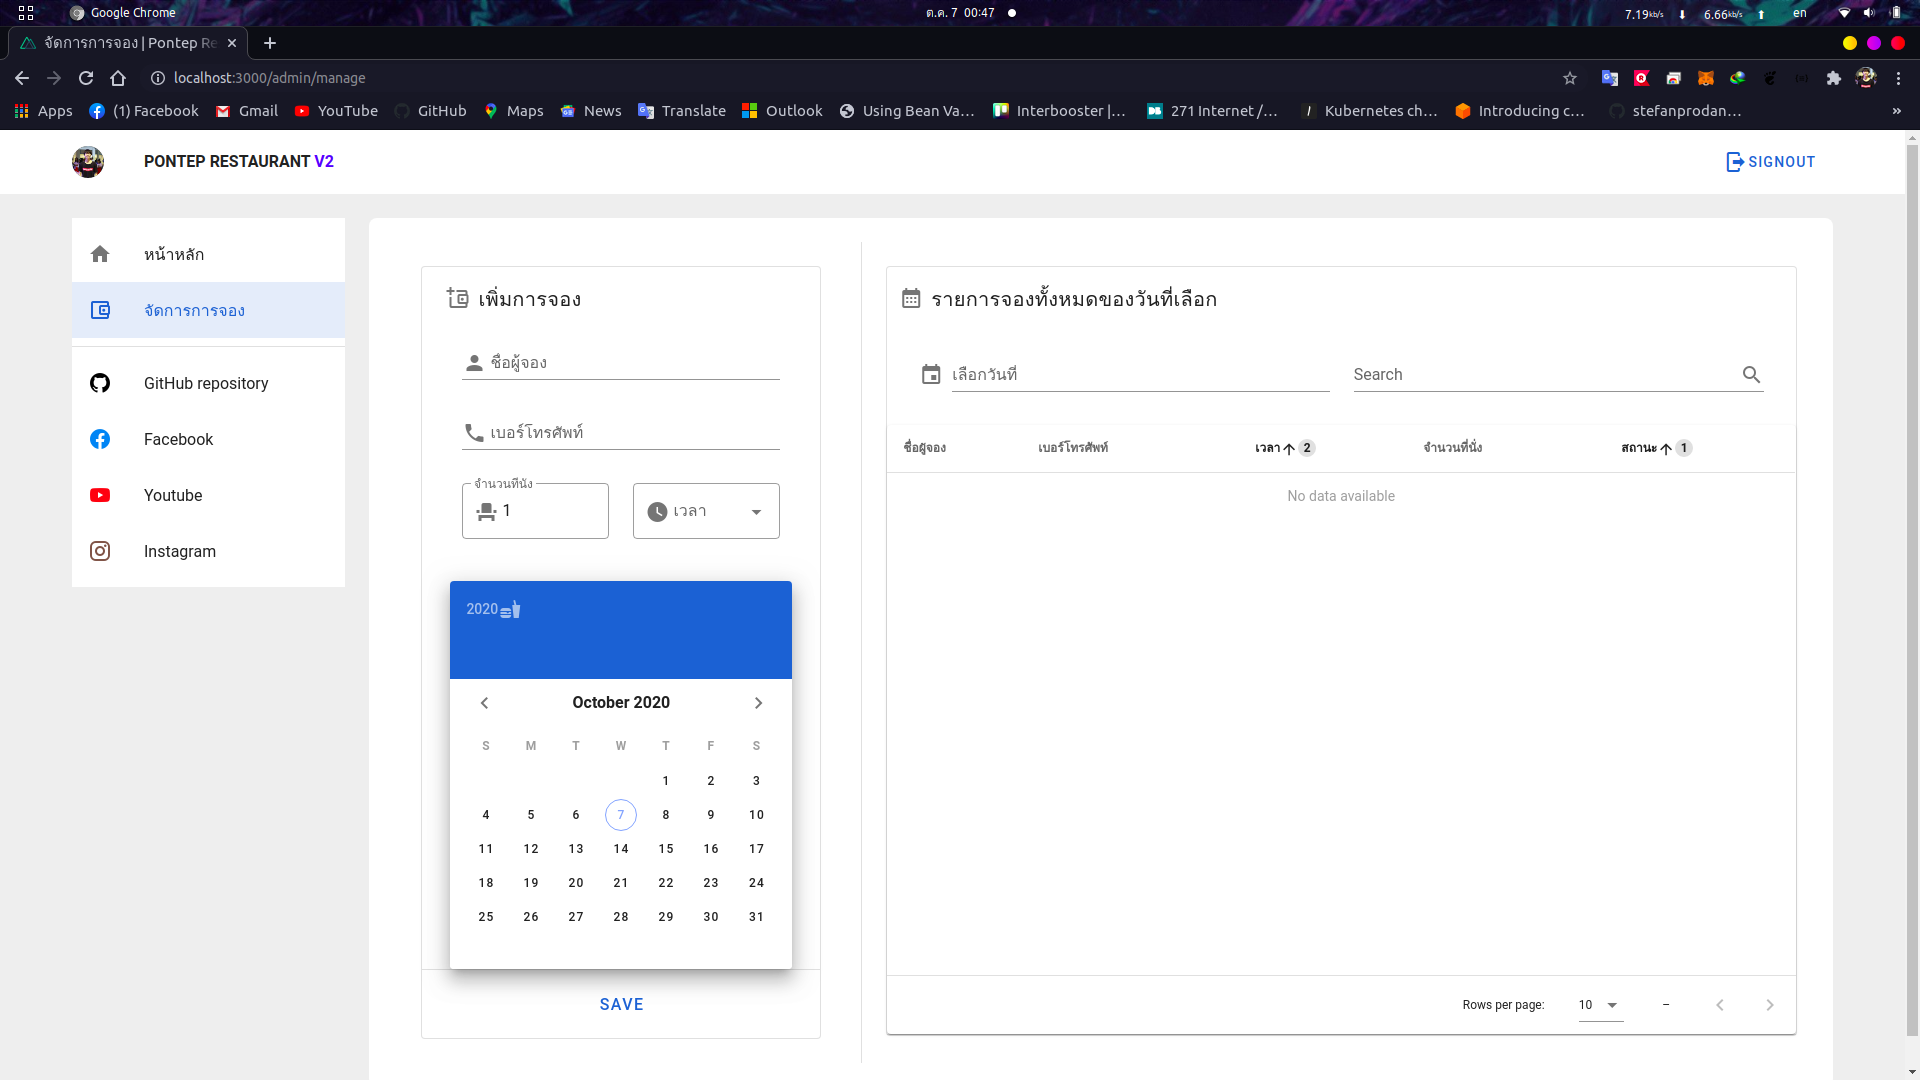 Google Chrome
ต.ค. 7 00:47
7.19kb/s
6.66kb/s
en
จัดการการจอง | Pontep Re
localhost:3000/admin/manage
Apps
(1) Facebook
Gmail
YouTube
GitHub
Maps
News
Translate
Outlook
Using Bean Va...
Interbooster |...
271 Internet /...
Kubernetes ch...
Introducing c...
stefanprodan...
»
PONTEP RESTAURANT V2
SIGNOUT
หน้าหลัก
จัดการการจอง
GitHub repository
Facebook
Youtube
Instagram
เพิ่มการจอง
ชื่อผู้จอง
เบอร์โทรศัพท์
จำนวนที่นั่ง
1
เวลา
2020
October 2020
S M T W T F S
1 2 3
4 5 6 7 8 9 10
11 12 13 14 15 16 17
18 19 20 21 22 23 24
25 26 27 28 29 30 31
SAVE
รายการจองทั้งหมดของวันที่เลือก
เลือกวันที่
Search
ชื่อผู้จอง เบอร์โทรศัพท์ เวลา 2 จำนวนที่นั่ง สถานะ 1
No data available
Rows per page: 10 –